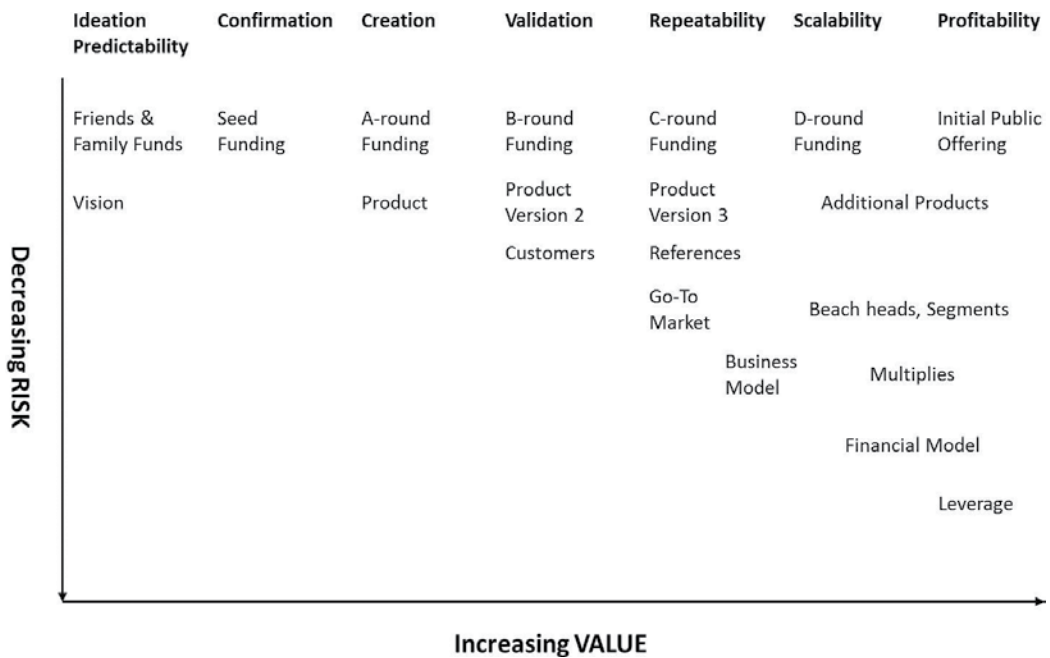 Ideation Confirmation Creation Validation Repeatability Scalability Profitability
Predictability
Friends & Seed A-round B-round C-round D-round Initial Public
Family Funds Funding Funding Funding Funding Funding Offering
Vision Product Product Version 2 Product Version 3 Additional Products
Customers References
Go-To Market Beach heads, Segments
Business Model Multiplies
Financial Model
Leverage
Decreasing RISK
Increasing VALUE